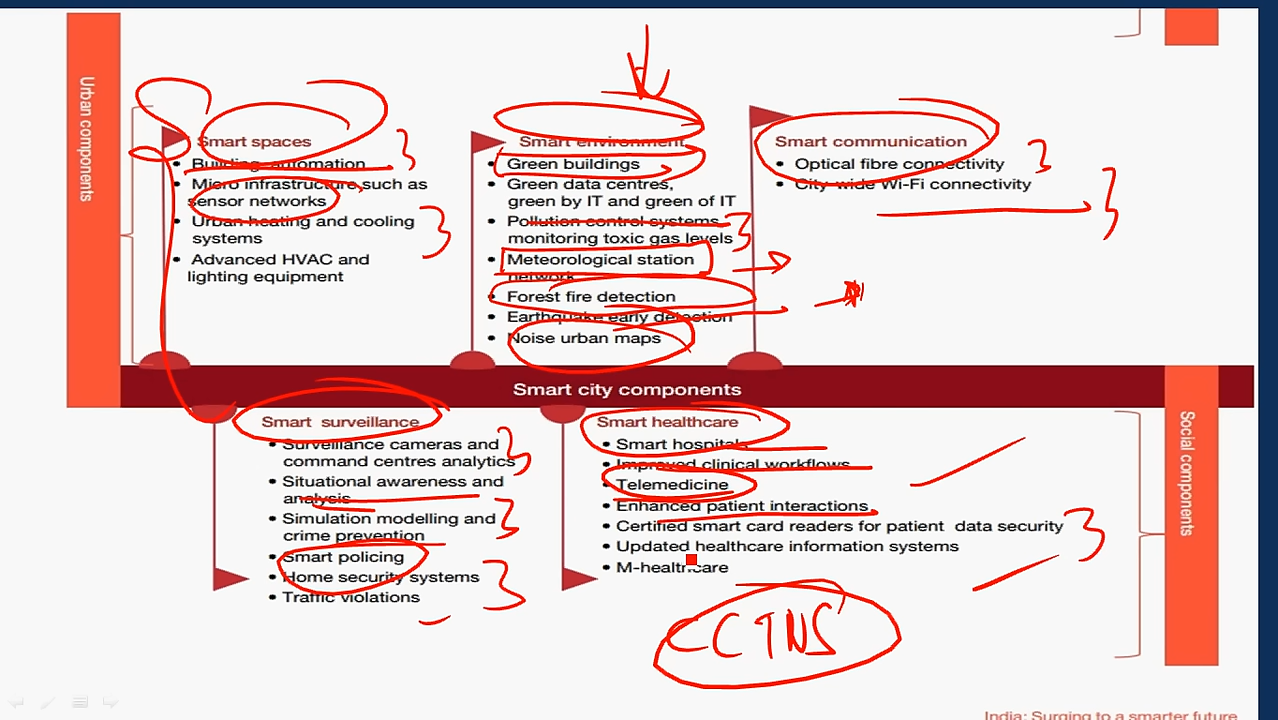 Urban components
Smart spaces
• Building automation
• Micro infrastructure such as
sensor networks
• Urban heating and cooling
systems
• Advanced HVAC and
lighting equipment
Smart environment
• Green buildings
• Green data centres,
green by IT and green of IT
• Pollution control systems,
monitoring toxic gas levels
• Meteorological station
network
• Forest fire detection
• Earthquake early detection
• Noise urban maps
Smart communication
• Optical fibre connectivity
• City-wide Wi-Fi connectivity
Smart city components
Smart surveillance
• Surveillance cameras and
command centres analytics
• Situational awareness and
analysis
• Simulation modelling and
crime prevention
• Smart policing
• Home security systems
• Traffic violations
Smart healthcare
• Smart hospitals
• Improved clinical workflows
• Telemedicine
• Enhanced patient interactions
• Certified smart card readers for patient data security
• Updated healthcare information systems
• M-healthcare
Social components
CCTNS
India: Surging to a smarter future